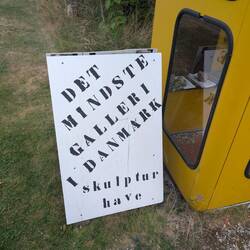 DET
MINDSTE
GALLERI
I DANMARK
skulptur
have